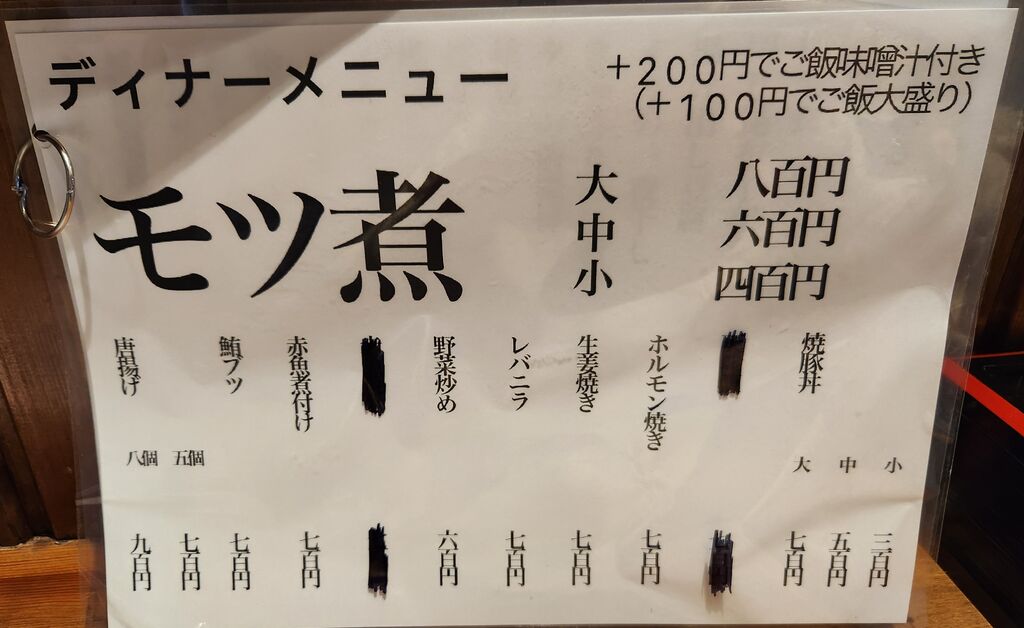 ディナーメニュー
+200円でご飯味噌汁付き
（+100円でご飯大盛り）
モツ煮
大 八百円
中 六百円
小 四百円
焼豚丼
小 三百円
中 五百円
大 七百円
ホルモン焼き 七百円
生姜焼き 七百円
レバニラ 七百円
野菜炒め 六百円
赤魚煮付け 七百円
鮪ブツ 七百円
唐揚げ
五個 七百円
八個 九百円